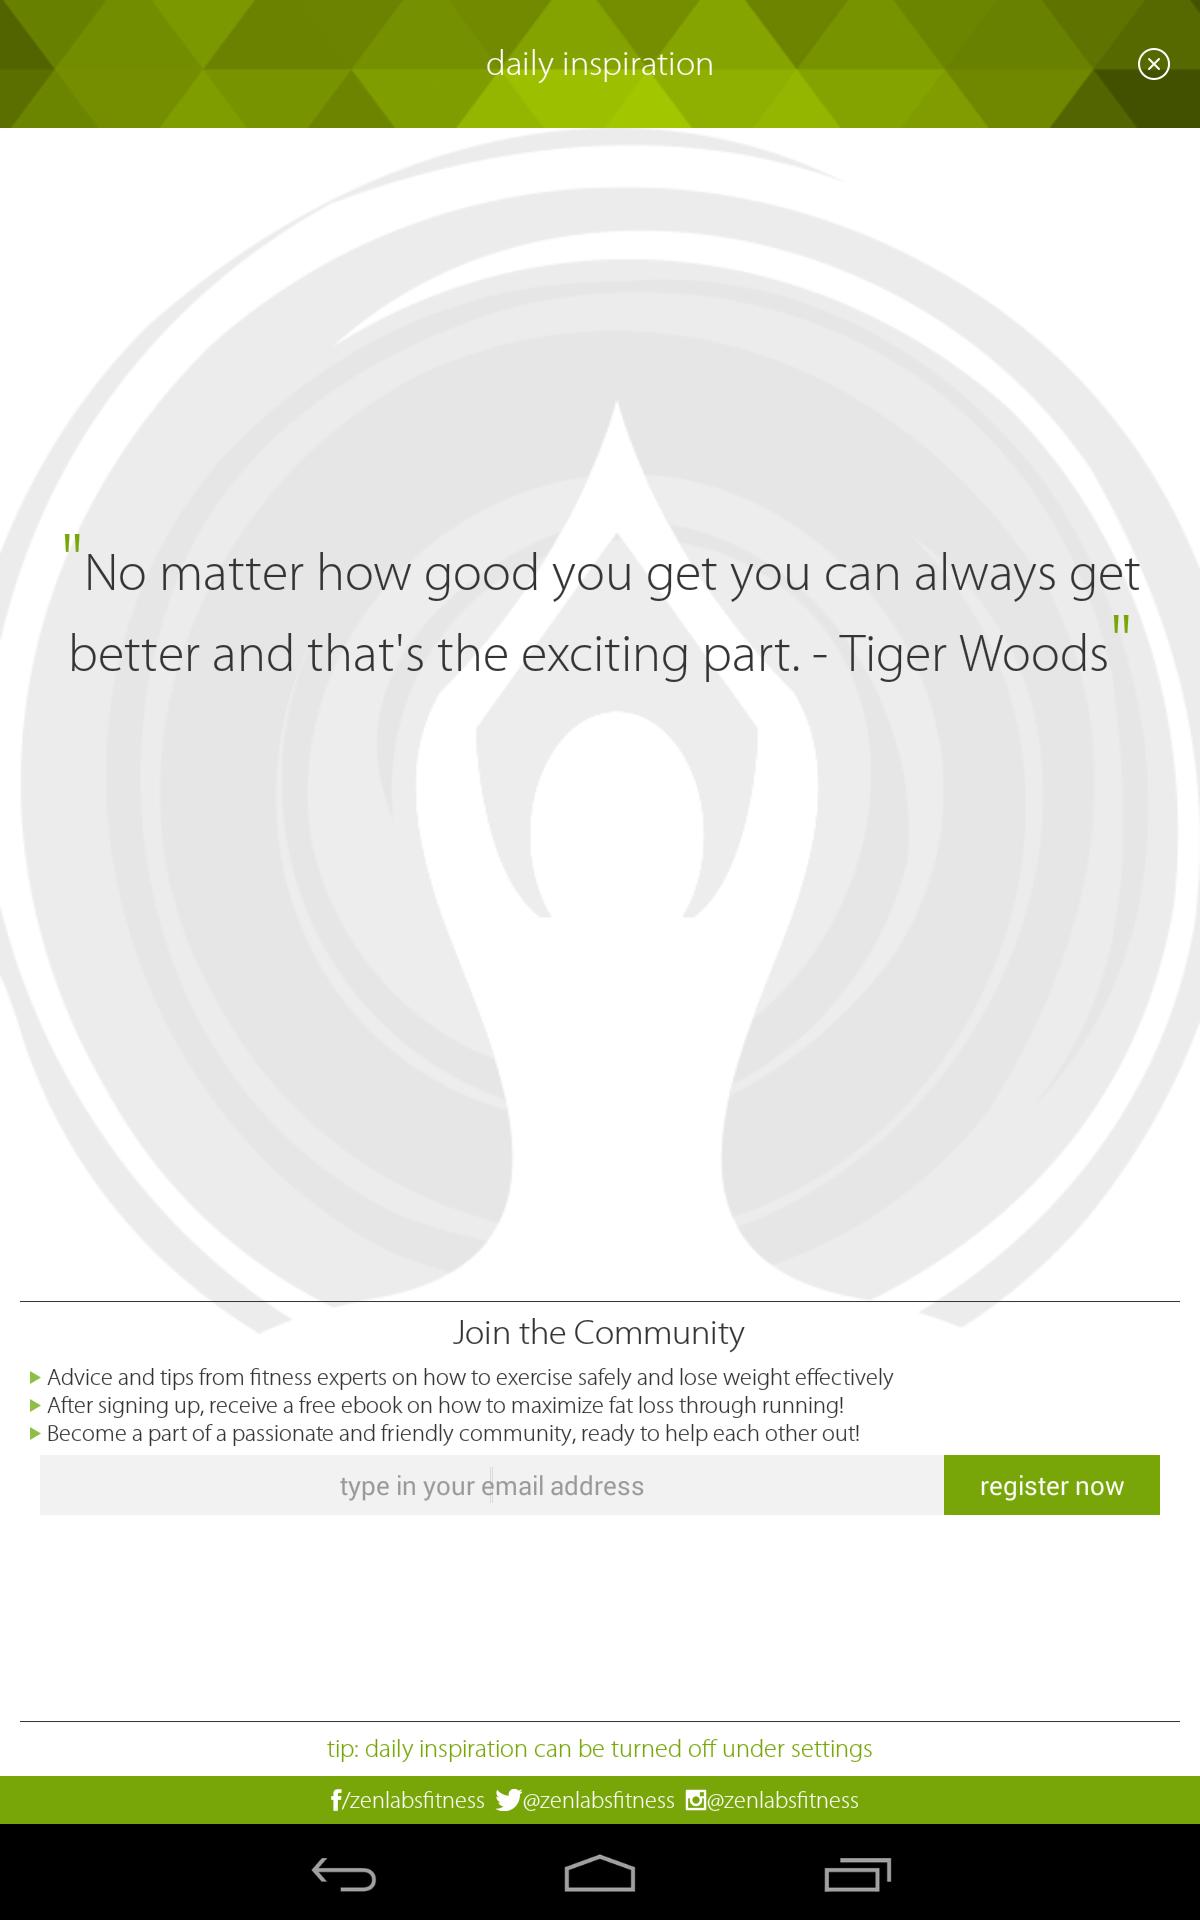 daily inspiration
"No matter how good you get you can always get
better and that's the exciting part. - Tiger Woods"
Join the Community
Advice and tips from fitness experts on how to exercise safely and lose weight effectively
After signing up, receive a free ebook on how to maximize fat loss through running!
Become a part of a passionate and friendly community, ready to help each other out!
type in your email address register now
tip: daily inspiration can be turned off under settings
f/zenlabsfitness @zenlabsfitness @zenlabsfitness